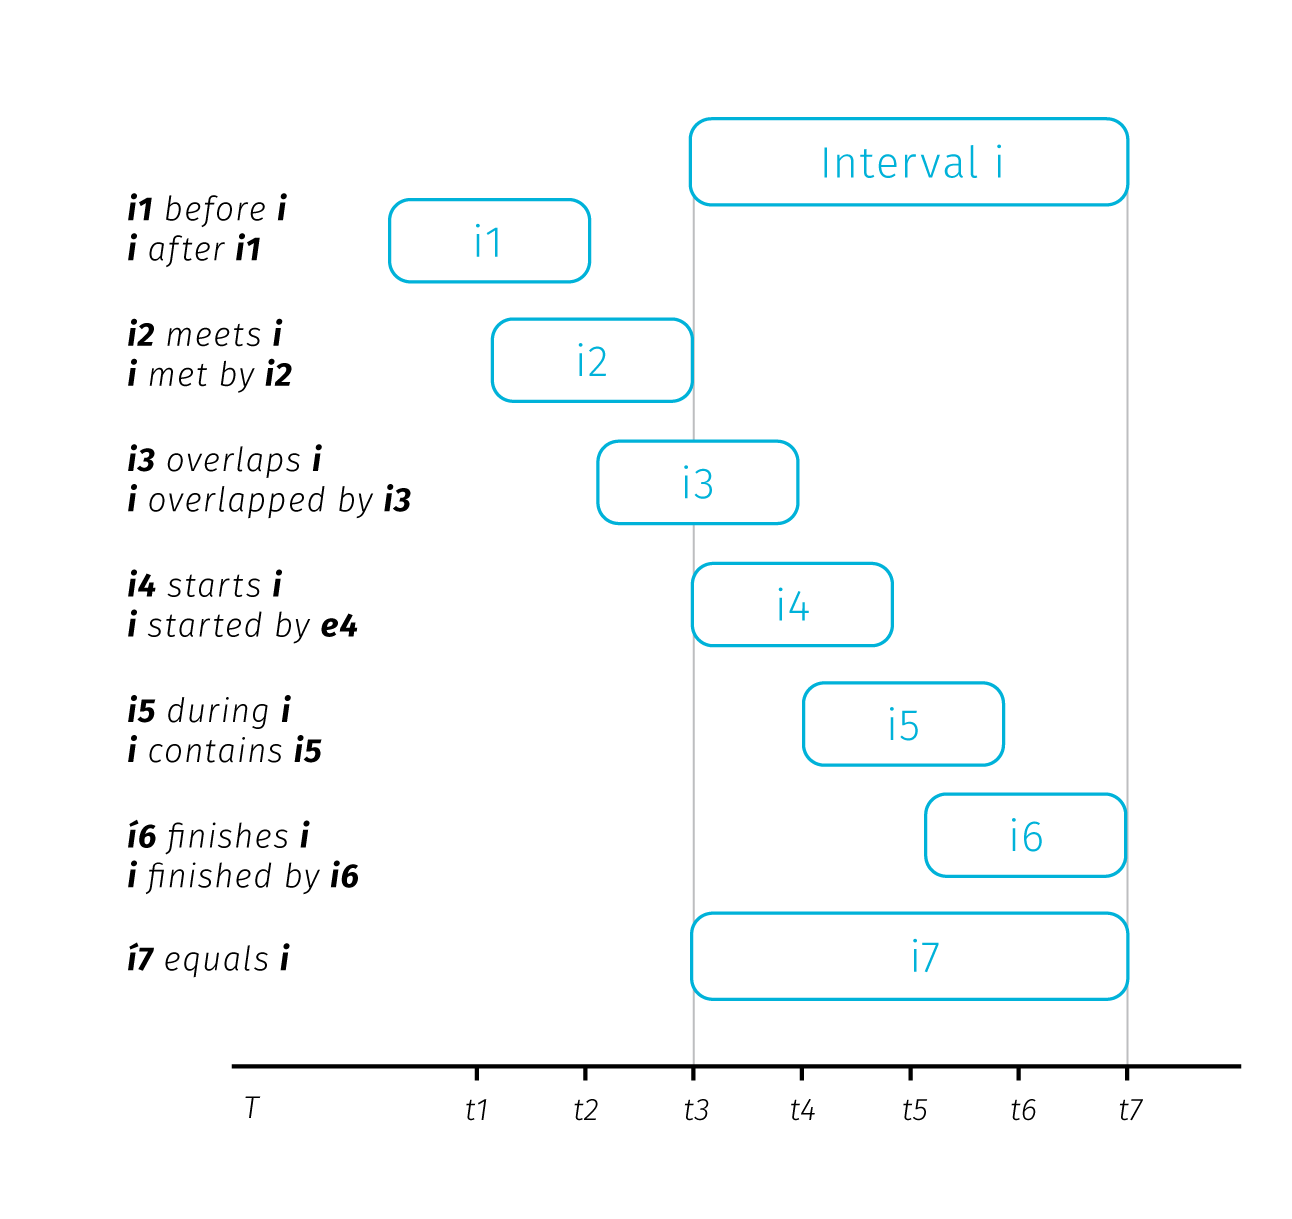 Interval i
i1 before i
i after i1
i1
i2 meets i
i met by i2
i2
i3 overlaps i
i overlapped by i3
i3
i4 starts i
i started by e4
i4
i5 during i
i contains i5
i5
í6 finishes i
i finished by i6
i6
í7 equals i
i7
T t1 t2 t3 t4 t5 t6 t7